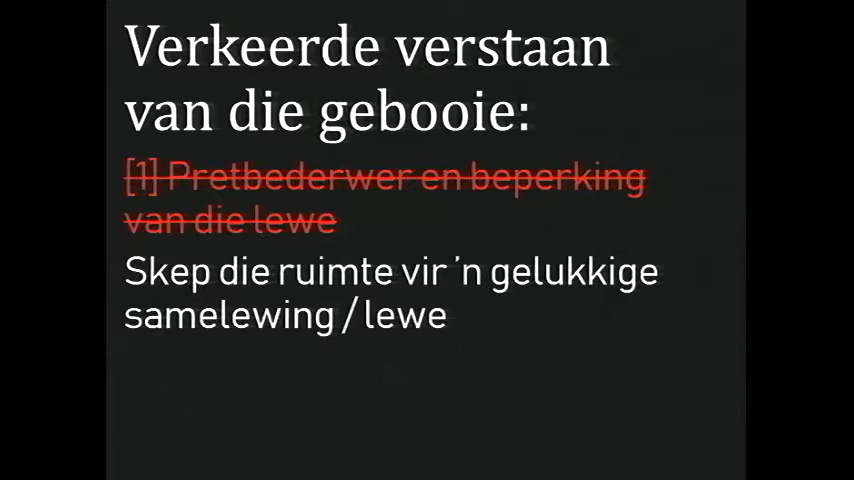 Verkeerde verstaan
van die gebooie:
[1] Pretbederwer en beperking
van die lewe
Skep die ruimte vir 'n gelukkige
samelewing / lewe